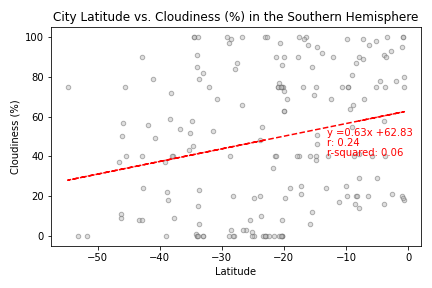 City Latitude vs. Cloudiness (%) in the Southern Hemisphere
100
80
60
40
20
0
Cloudiness (%)
y =0.63x +62.83
r: 0.24
r-squared: 0.06
−50
−40
−30
−20
−10
0
Latitude